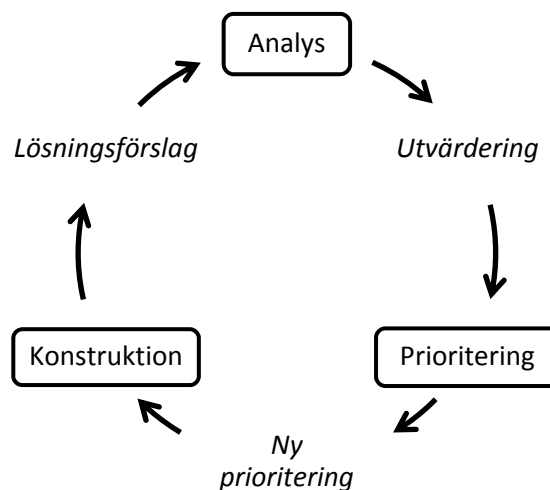 Analys
Lösningsförslag
Utvärdering
Konstruktion
Prioritering
Ny
prioritering